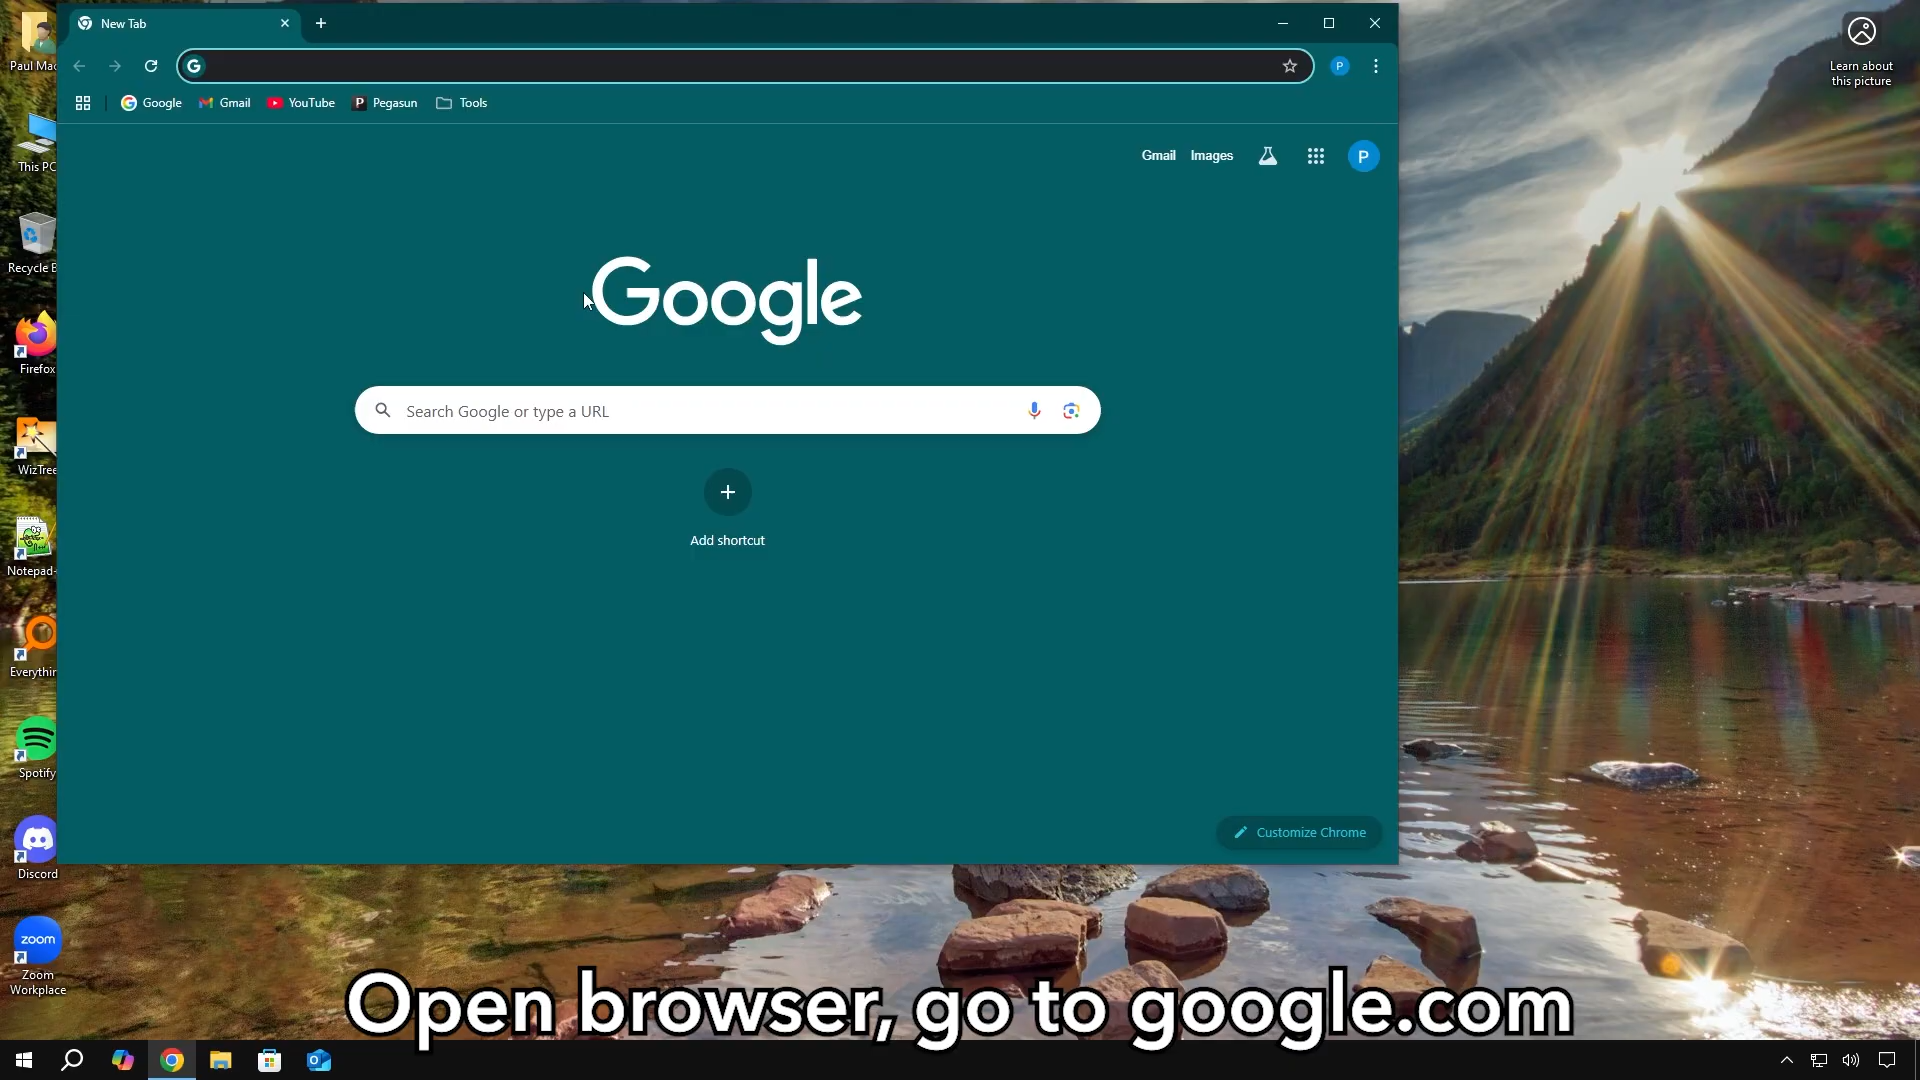 New Tab
Google
Gmail
YouTube
Pegasun
Tools
Gmail
Images
P
P
Google
Search Google or type a URL
Add shortcut
Customize Chrome
Learn about
this picture
Paul Mac
This PC
Recycle B
Firefox
WizTree
Notepad-
Everythin
Spotify
Discord
zoom
Zoom
Workplace
Open browser, go to google.com